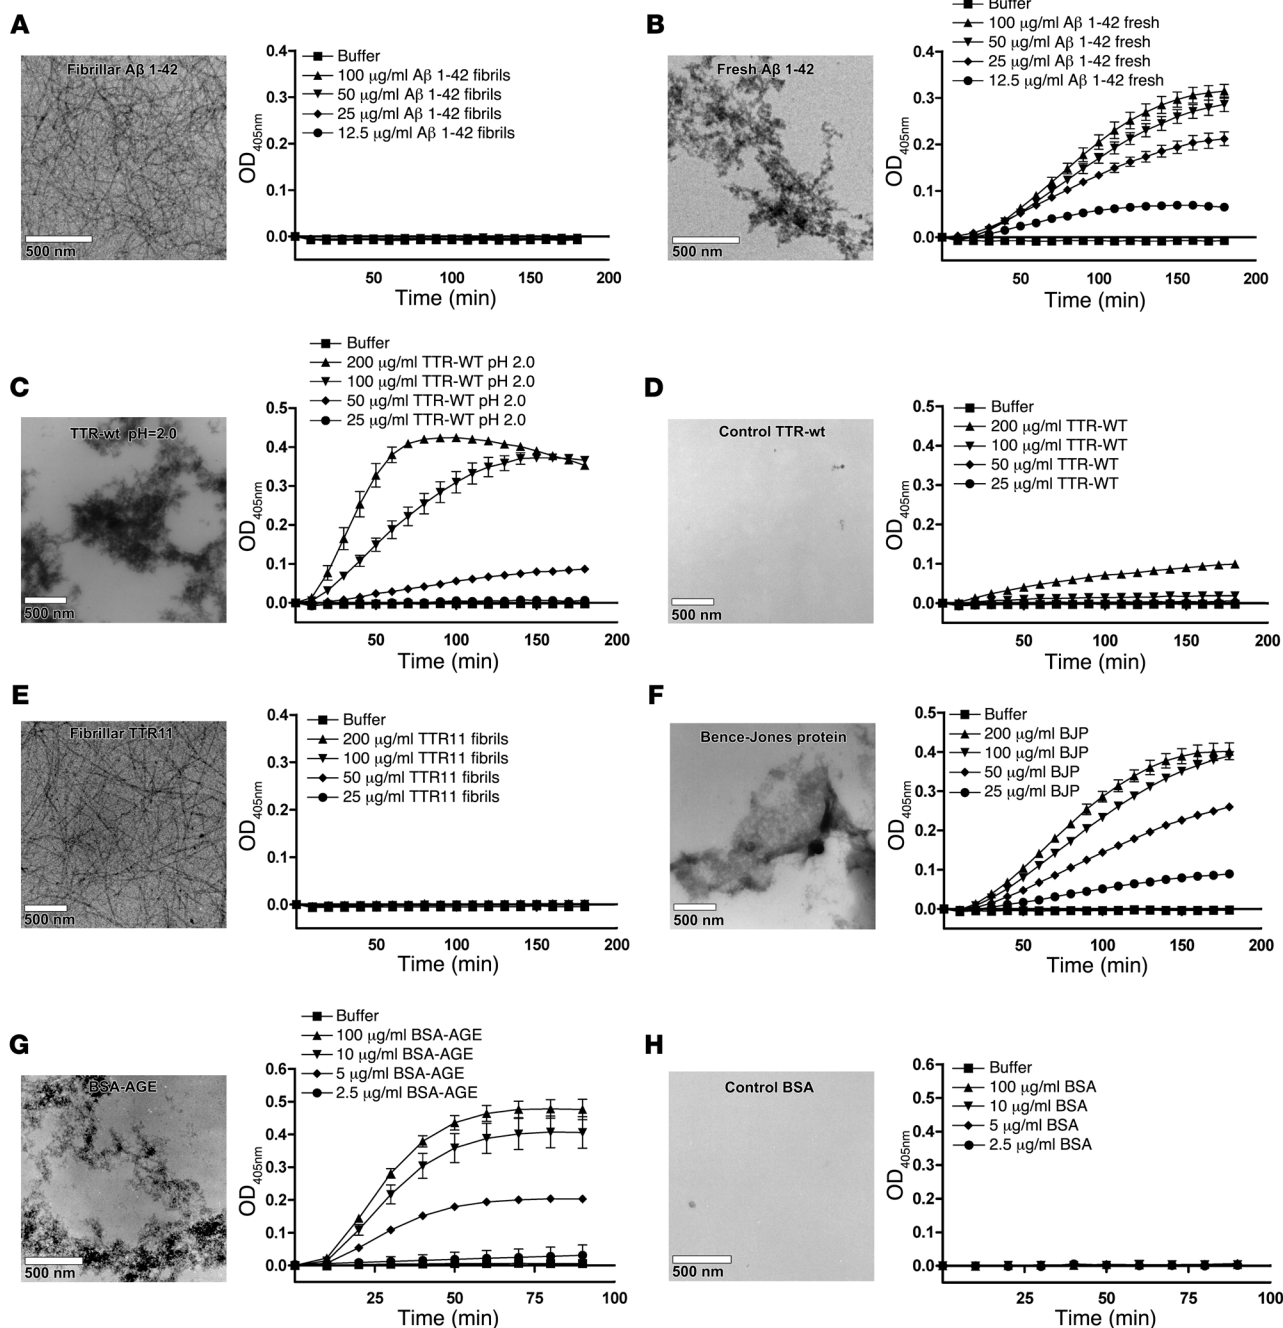 A
Fibrillar Aβ 1-42
500 nm
OD405nm
0.4
0.3
0.2
0.1
0.0
Buffer
100 μg/ml Aβ 1-42 fibrils
50 μg/ml Aβ 1-42 fibrils
25 μg/ml Aβ 1-42 fibrils
12.5 μg/ml Aβ 1-42 fibrils
50 100 150 200
Time (min)
B
Fresh Aβ 1-42
500 nm
OD405nm
0.4
0.3
0.2
0.1
0.0
Buffer
100 μg/ml Aβ 1-42 fresh
50 μg/ml Aβ 1-42 fresh
25 μg/ml Aβ 1-42 fresh
12.5 μg/ml Aβ 1-42 fresh
50 100 150 200
Time (min)
C
TTR-wt pH=2.0
500 nm
Buffer
200 μg/ml TTR-WT pH 2.0
100 μg/ml TTR-WT pH 2.0
50 μg/ml TTR-WT pH 2.0
25 μg/ml TTR-WT pH 2.0
OD405nm
0.5
0.4
0.3
0.2
0.1
0.0
50 100 150 200
Time (min)
D
Control TTR-wt
500 nm
OD405nm
0.5
0.4
0.3
0.2
0.1
0.0
Buffer
200 μg/ml TTR-WT
100 μg/ml TTR-WT
50 μg/ml TTR-WT
25 μg/ml TTR-WT
50 100 150 200
Time (min)
E
Fibrillar TTR11
500 nm
OD405nm
0.4
0.3
0.2
0.1
0.0
Buffer
200 μg/ml TTR11 fibrils
100 μg/ml TTR11 fibrils
50 μg/ml TTR11 fibrils
25 μg/ml TTR11 fibrils
50 100 150 200
Time (min)
F
Bence-Jones protein
500 nm
OD405nm
0.5
0.4
0.3
0.2
0.1
0.0
Buffer
200 μg/ml BJP
100 μg/ml BJP
50 μg/ml BJP
25 μg/ml BJP
50 100 150 200
Time (min)
G
BSA-AGE
500 nm
Buffer
100 μg/ml BSA-AGE
10 μg/ml BSA-AGE
5 μg/ml BSA-AGE
2.5 μg/ml BSA-AGE
OD405nm
0.6
0.5
0.4
0.3
0.2
0.1
0.0
25 50 75 100
Time (min)
H
Control BSA
500 nm
OD405nm
0.6
0.5
0.4
0.3
0.2
0.1
0.0
Buffer
100 μg/ml BSA
10 μg/ml BSA
5 μg/ml BSA
2.5 μg/ml BSA
25 50 75 100
Time (min)